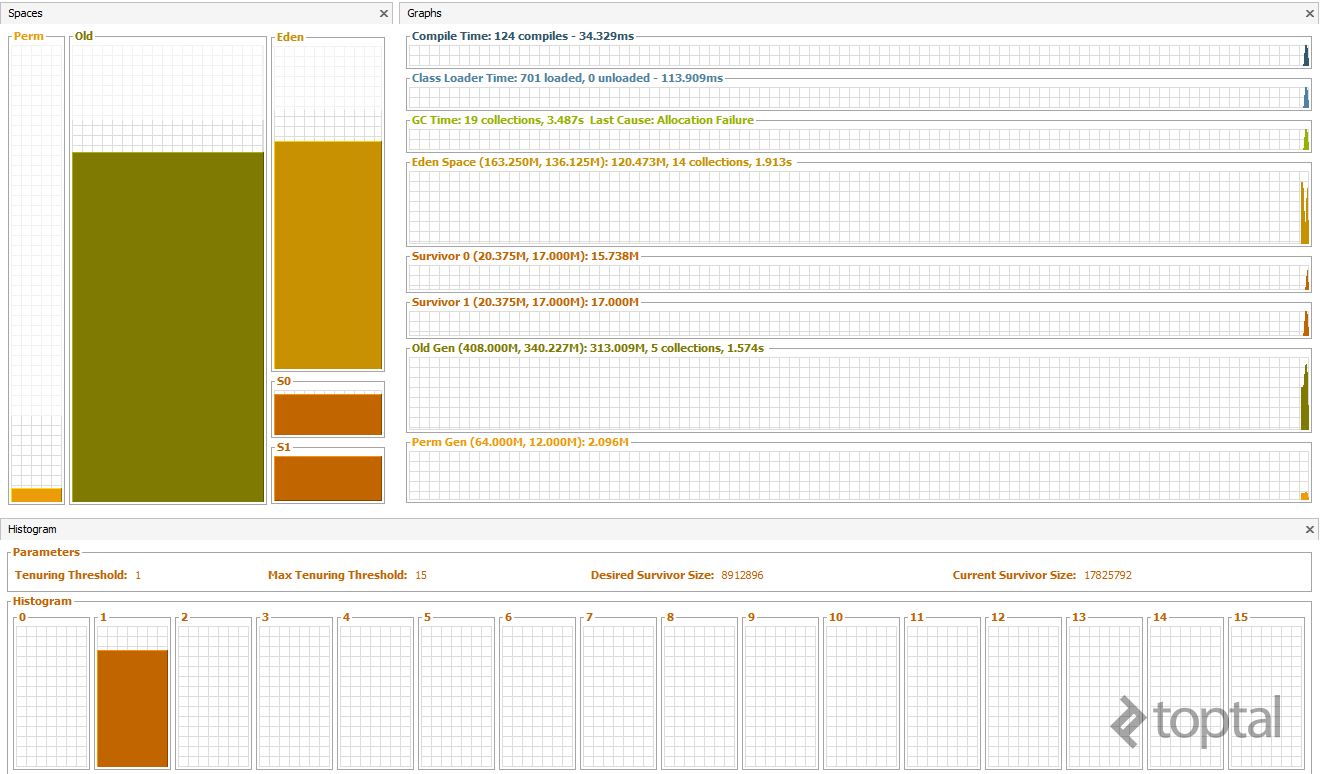 Spaces
Graphs
Perm
Old
Eden
S0
S1
Compile Time: 124 compiles - 34.329ms
Class Loader Time: 701 loaded, 0 unloaded - 113.909ms
GC Time: 19 collections, 3.487s Last Cause: Allocation Failure
Eden Space (163.250M, 136.125M): 120.473M, 14 collections, 1.913s
Survivor 0 (20.375M, 17.000M): 15.738M
Survivor 1 (20.375M, 17.000M): 17.000M
Old Gen (408.000M, 340.227M): 313.009M, 5 collections, 1.574s
Perm Gen (64.000M, 12.000M): 2.096M
Histogram
Parameters
Tenuring Threshold: 1 Max Tenuring Threshold: 15 Desired Survivor Size: 8912896 Current Survivor Size: 17825792
Histogram
0 1 2 3 4 5 6 7 8 9 10 11 12 13 14 15
toptal